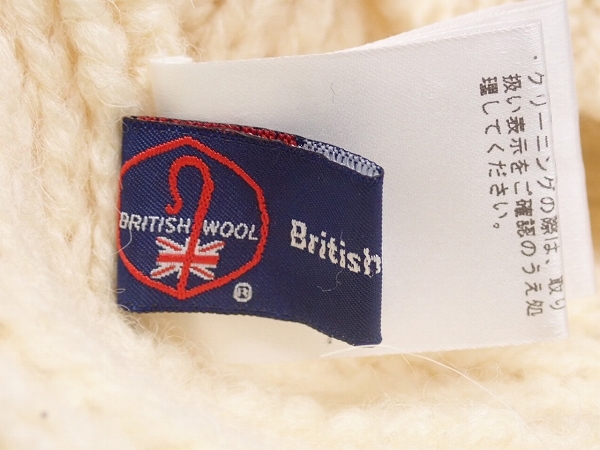 BRITISH WOOL
®
British
・クリーニングの際は、取り
扱い表示をご確認のうえ処
理してください。